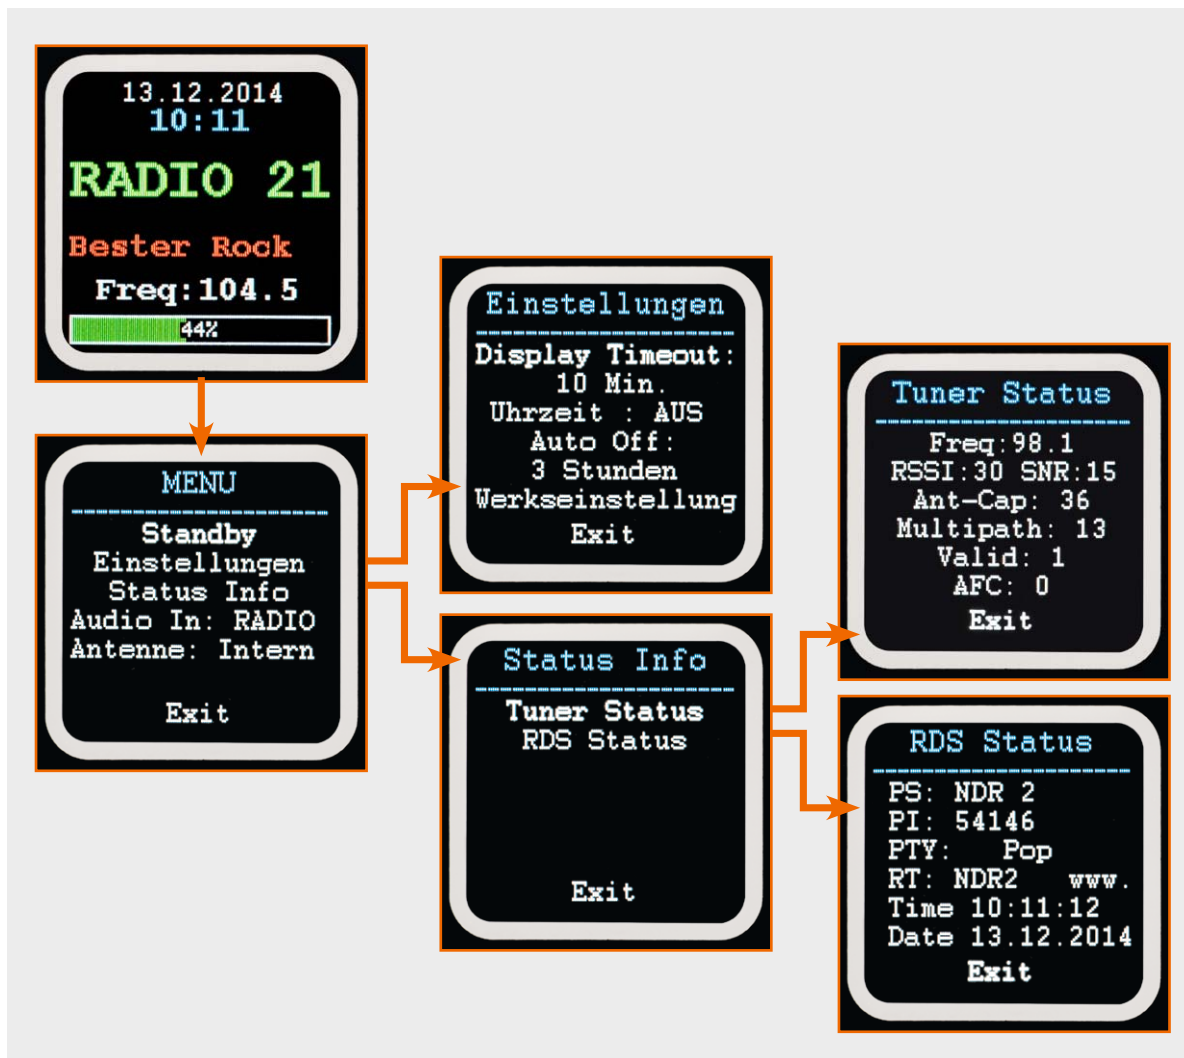 13.12.2014
10:11
RADIO 21
Bester Rock
Freq:104.5
44%
MENU
Standby
Einstellungen
Status Info
Audio In: RADIO
Antenne: Intern
Exit
Einstellungen
Display Timeout:
10 Min.
Uhrzeit : AUS
Auto Off:
3 Stunden
Werkseinstellung
Exit
Status Info
Tuner Status
RDS Status
Exit
Tuner Status
Freq:98.1
RSSI:30 SNR:15
Ant-Cap: 36
Multipath: 13
Valid: 1
AFC: 0
Exit
RDS Status
PS: NDR 2
PI: 54146
PTY: Pop
RT: NDR2 www.
Time 10:11:12
Date 13.12.2014
Exit